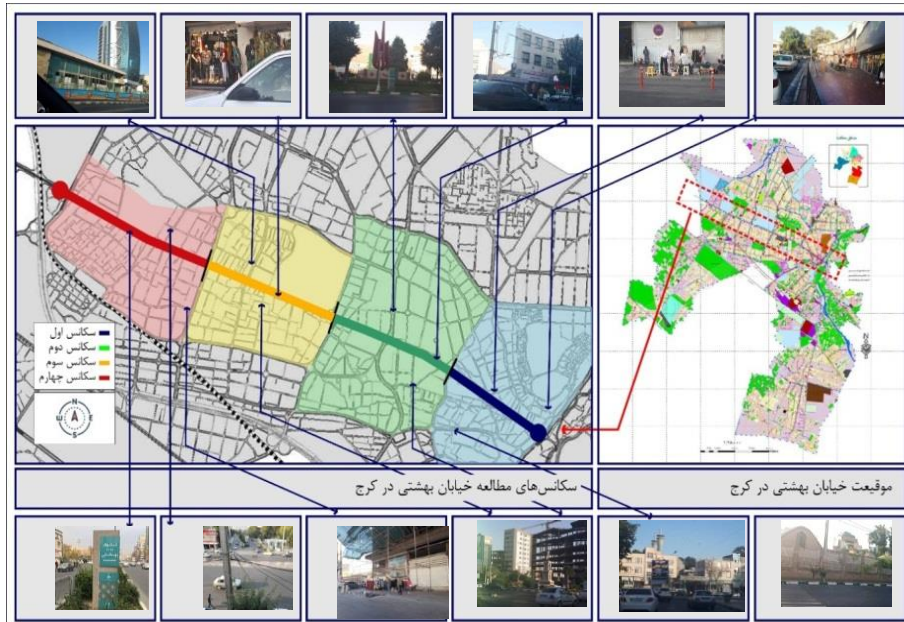 سکانس اول
سکانس دوم
سکانس سوم
سکانس چهارم
N
W A E
S
N
سکانس‌های مطالعه خیابان بهشتی در کرج
موقیعت خیابان بهشتی در کرج